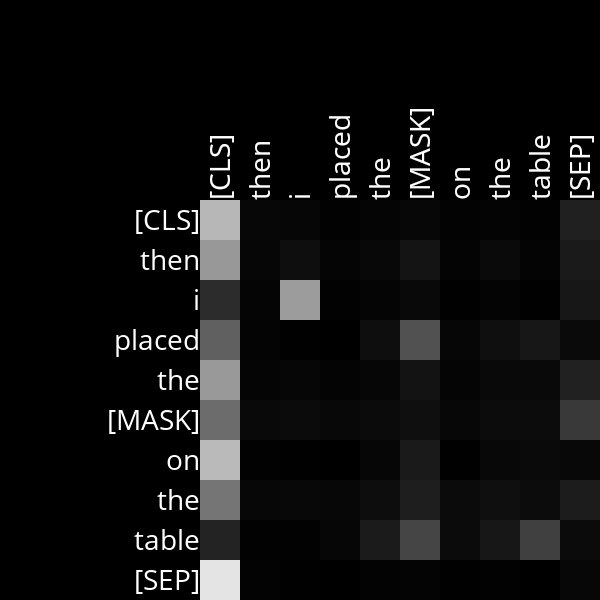 [CLS]
then
i
placed
the
[MASK]
on
the
table
[SEP]
[CLS]
then
i
placed
the
[MASK]
on
the
table
[SEP]